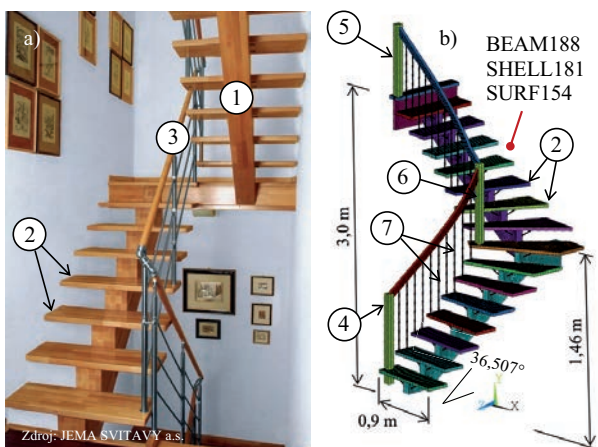 a)
1
3
2
Zdroj: JEMA SVITAVY a.s.
b)
5
BEAM188
SHELL181
SURF154
2
6
3,0 m
7
4
1,46 m
36,507°
0,9 m
Y
Z
X